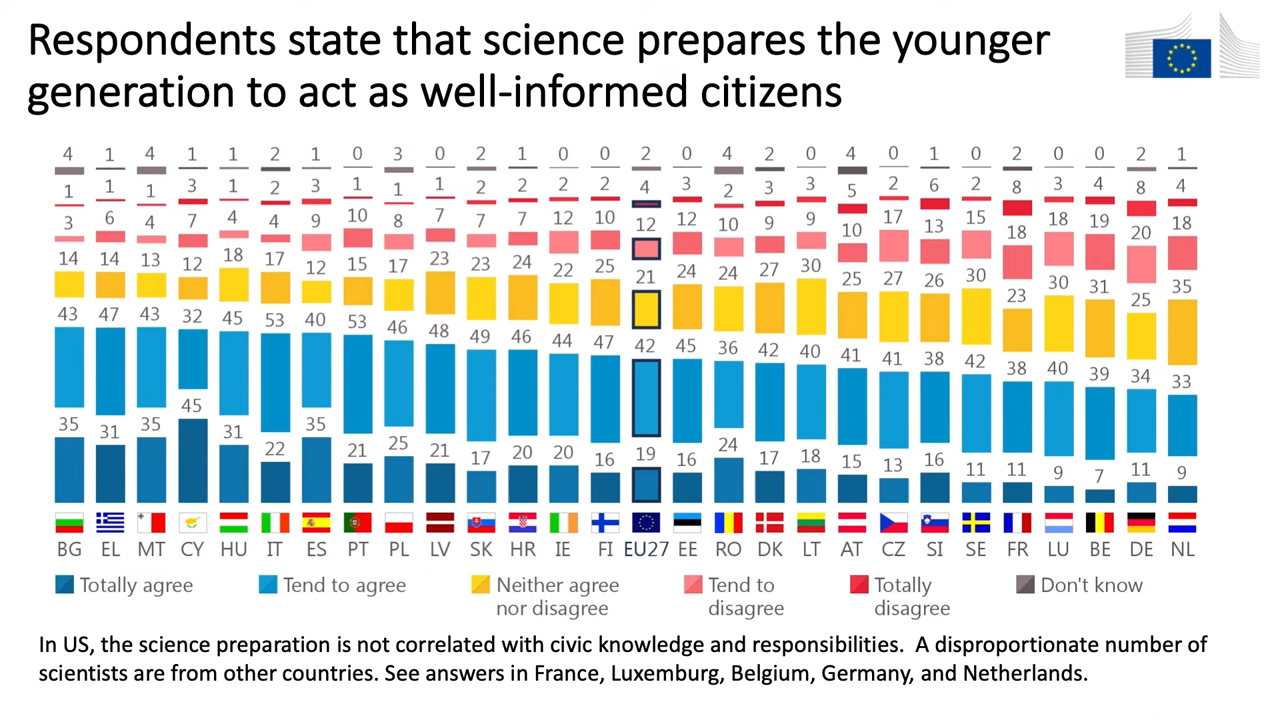 Respondents state that science prepares the younger
generation to act as well-informed citizens
4 1 4 1 1 2 1 0 3 0 2 1 0 0 2 0 4 2 0 4 0 1 0 2 0 0 2 1
1 1 1 3 1 2 3 1 1 1 2 2 2 2 4 3 2 3 3 5 2 6 2 8 3 4 8 4
3 6 4 7 4 4 9 10 8 7 7 7 12 10 12 12 10 9 9 10 17 13 15 18 18 19 20 18
14 14 13 12 18 17 12 15 17 23 23 24 22 25 21 24 24 27 30 25 27 26 30 23 30 31 25 35
43 47 43 32 45 53 40 53 46 48 49 46 44 47 42 45 36 42 40 41 41 38 42 38 40 39 34 33
35 31 35 45 31 22 35 21 25 21 17 20 20 16 19 16 24 17 18 15 13 16 11 11 9 7 11 9
BG EL MT CY HU IT ES PT PL LV SK HR IE FI EU27 EE RO DK LT AT CZ SI SE FR LU BE DE NL
Totally agree Tend to agree Neither agree Tend to Totally Don't know
nor disagree disagree disagree
In US, the science preparation is not correlated with civic knowledge and responsibilities. A disproportionate number of
scientists are from other countries. See answers in France, Luxemburg, Belgium, Germany, and Netherlands.